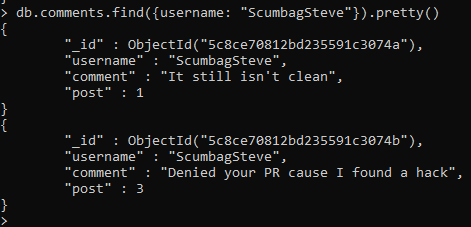 > db.comments.find({username: "ScumbagSteve"}).pretty()
{
        "_id" : ObjectId("5c8ce70812bd235591c3074a"),
        "username" : "ScumbagSteve",
        "comment" : "It still isn't clean",
        "post" : 1
}
{
        "_id" : ObjectId("5c8ce70812bd235591c3074b"),
        "username" : "ScumbagSteve",
        "comment" : "Denied your PR cause I found a hack",
        "post" : 3
}
>